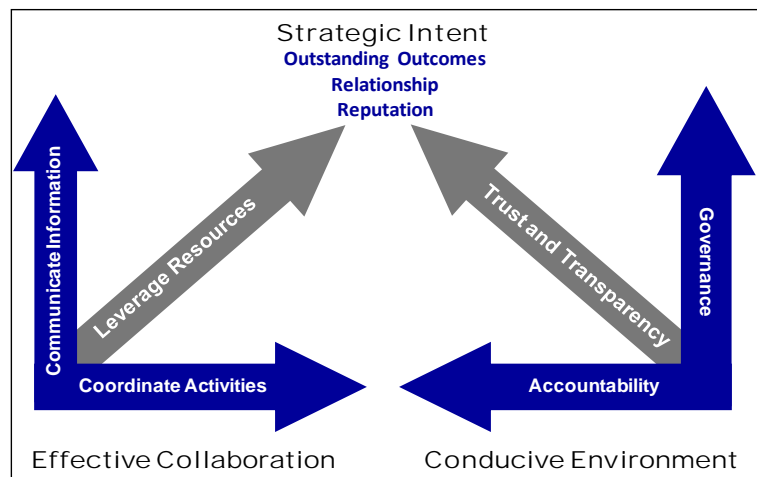 Strategic Intent
Outstanding Outcomes
Relationship
Reputation
Communicate Information
Leverage Resources
Trust and Transparency
Governance
Coordinate Activities
Accountability
Effective Collaboration
Conducive Environment